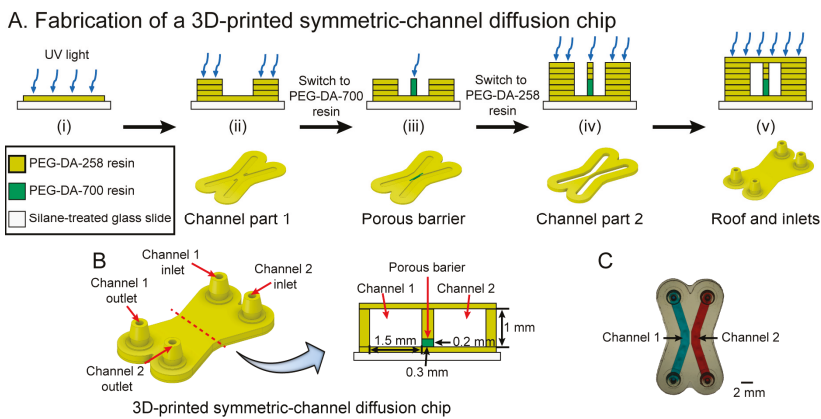 A. Fabrication of a 3D-printed symmetric-channel diffusion chip
UV light
Switch to
PEG-DA-700
resin
Switch to
PEG-DA-258
resin
(i)
(ii)
(iii)
(iv)
(v)
PEG-DA-258 resin
PEG-DA-700 resin
Silane-treated glass slide
Channel part 1
Porous barrier
Channel part 2
Roof and inlets
B
Channel 1
inlet
Channel 2
inlet
Channel 1
outlet
Channel 2
outlet
3D-printed symmetric-channel diffusion chip
Porous barier
Channel 1
Channel 2
1 mm
1.5 mm
0.2 mm
0.3 mm
C
Channel 1
Channel 2
2 mm